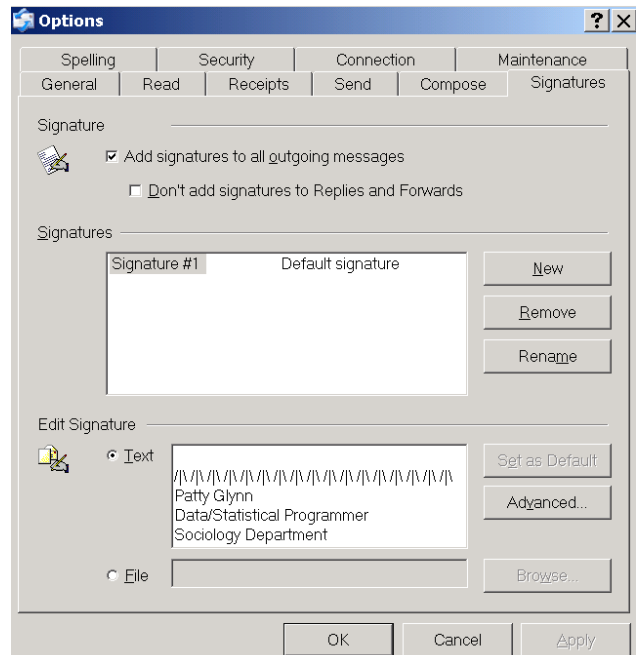 Options
Spelling Security Connection Maintenance
General Read Receipts Send Compose Signatures
Signature
Add signatures to all outgoing messages
Don't add signatures to Replies and Forwards
Signatures
Signature #1 Default signature
New
Remove
Rename
Edit Signature
Text
/|\ /|\ /|\ /|\ /|\ /|\ /|\ /|\ /|\ /|\ /|\ /|\ /|\ /|\
Patty Glynn
Data/Statistical Programmer
Sociology Department
Set as Default
Advanced...
File
Browse...
OK Cancel Apply